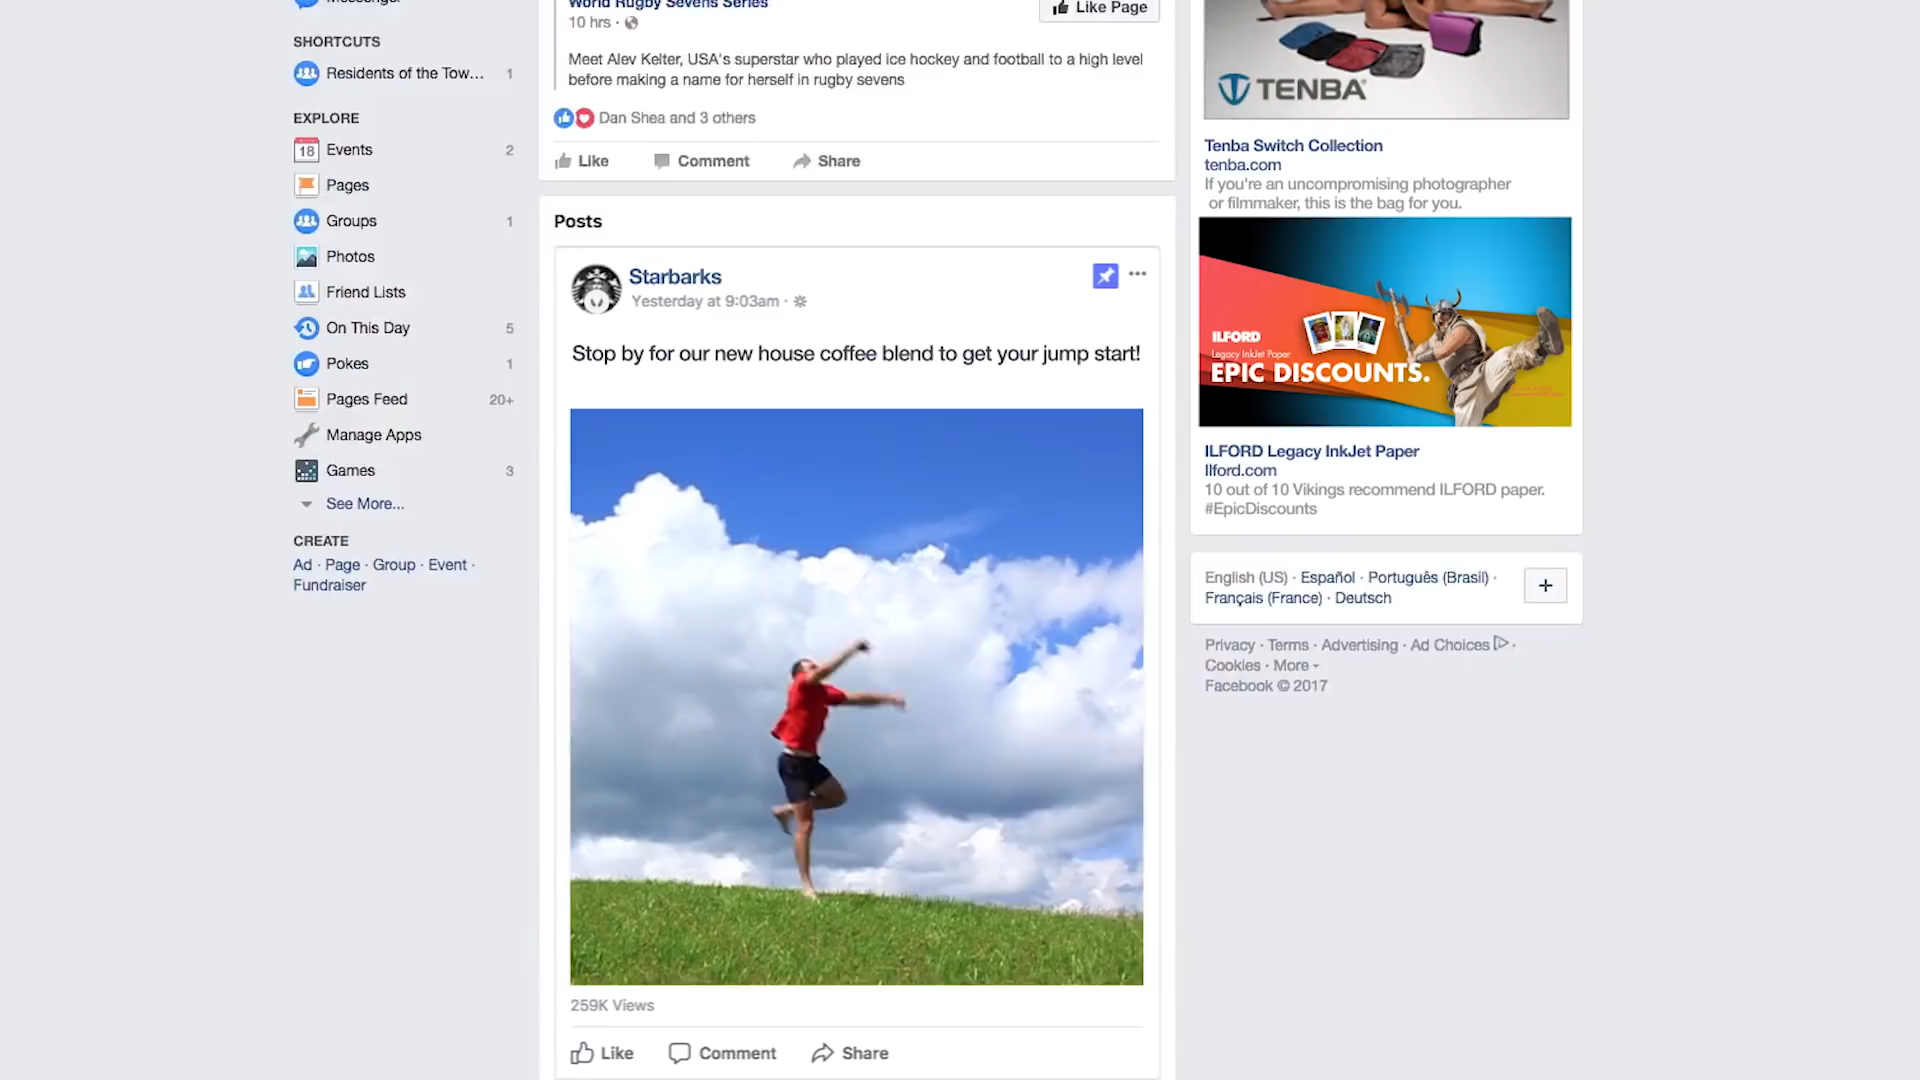 SHORTCUTS
Residents of the Tow... 1
EXPLORE
18 Events 2
Pages
Groups 1
Photos
Friend Lists
On This Day 5
Pokes 1
Pages Feed 20+
Manage Apps
Games 3
See More...
CREATE
Ad · Page · Group · Event ·
Fundraiser
World Rugby Sevens Series
10 hrs ·
Like Page
Meet Alev Kelter, USA's superstar who played ice hockey and football to a high level
before making a name for herself in rugby sevens
Dan Shea and 3 others
Like Comment Share
Posts
Starbarks
Yesterday at 9:03am ·
Stop by for our new house coffee blend to get your jump start!
259K Views
Like Comment Share
TENBA
Tenba Switch Collection
tenba.com
If you're an uncompromising photographer
or filmmaker, this is the bag for you.
ILFORD
Legacy InkJet Paper
EPIC DISCOUNTS.
ILFORD Legacy InkJet Paper
Ilford.com
10 out of 10 Vikings recommend ILFORD paper.
#EpicDiscounts
English (US) · Español · Português (Brasil) ·
Français (France) · Deutsch
+
Privacy · Terms · Advertising · Ad Choices ·
Cookies · More
Facebook © 2017